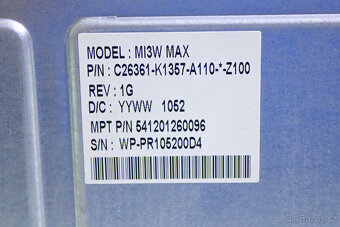 MODEL : MI3W MAX
P/N : C26361-K1357-A110-*-Z100
REV : 1G
D/C : YYWW 1052
MPT P/N 541201260096
S/N : WP-PR105200D4